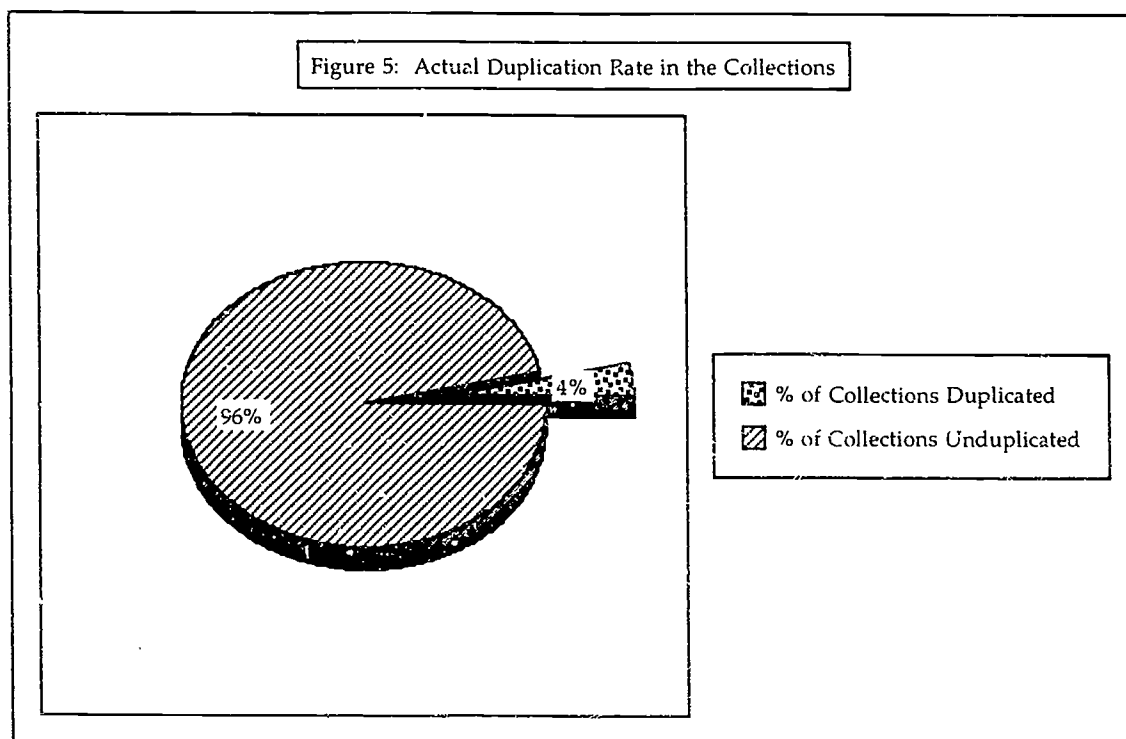 Figure 5: Actual Duplication Rate in the Collections
96%
4%
% of Collections Duplicated
% of Collections Unduplicated